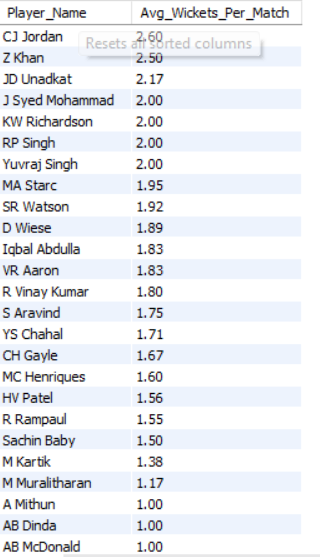 Player_Name Avg_Wickets_Per_Match
CJ Jordan 2.60
Resets all sorted columns
Z Khan 2.50
JD Unadkat 2.17
J Syed Mohammad 2.00
KW Richardson 2.00
RP Singh 2.00
Yuvraj Singh 2.00
MA Starc 1.95
SR Watson 1.92
D Wiese 1.89
Iqbal Abdulla 1.83
VR Aaron 1.83
R Vinay Kumar 1.80
S Aravind 1.75
YS Chahal 1.71
CH Gayle 1.67
MC Henriques 1.60
HV Patel 1.56
R Rampaul 1.55
Sachin Baby 1.50
M Kartik 1.38
M Muralitharan 1.17
A Mithun 1.00
AB Dinda 1.00
AB McDonald 1.00